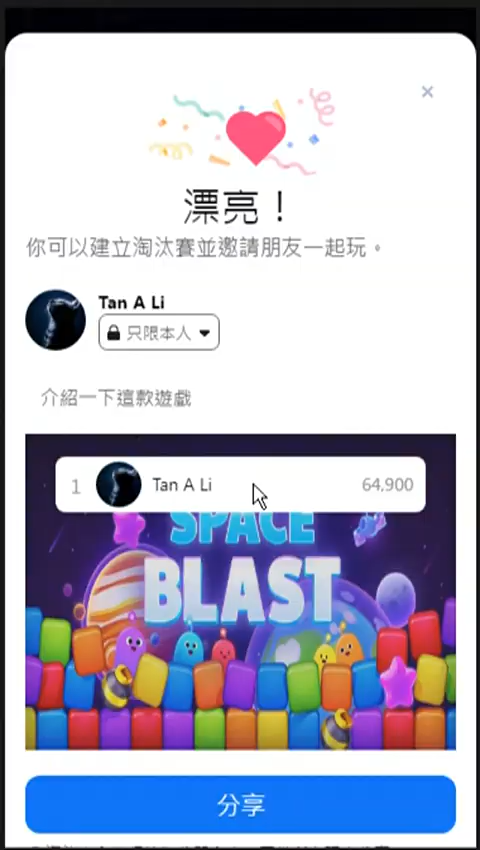 ×
漂亮！
你可以建立淘汰賽並邀請朋友一起玩。
Tan A Li
只限本人
介紹一下這款遊戲
1 Tan A Li 64,900
SPACE
BLAST
分享